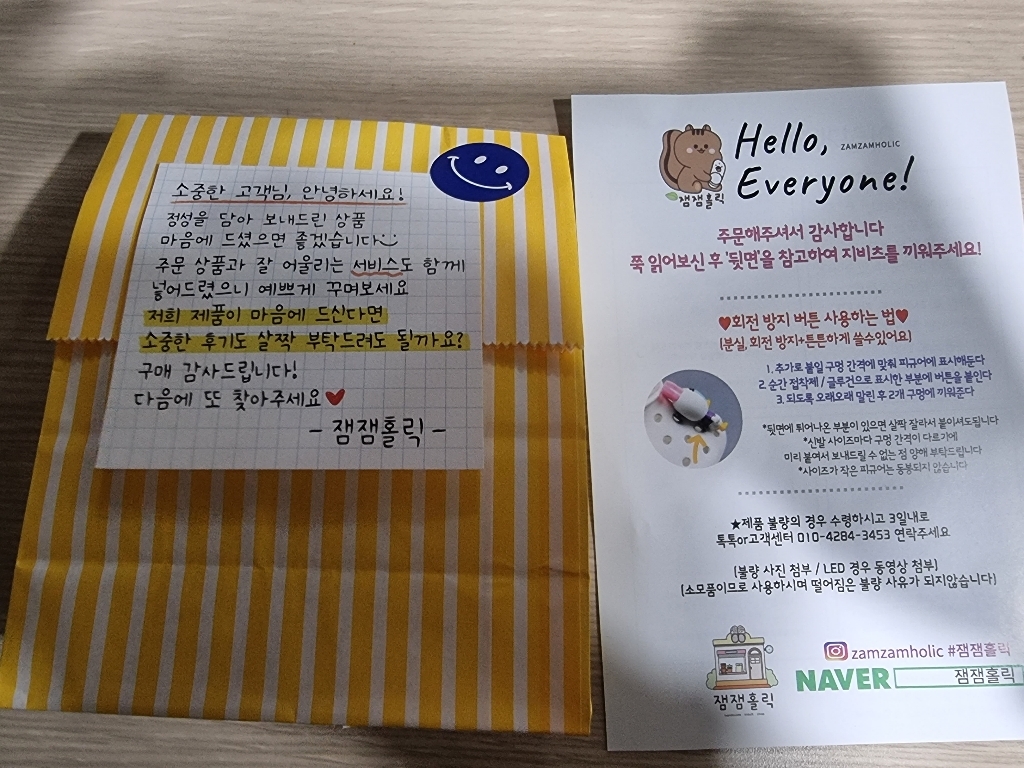 소중한 고객님, 안녕하세요!
정성을 담아 보내드린 상품
마음에 드셨으면 좋겠습니다
주문 상품과 잘 어울리는 서비스도 함께
넣어드렸으니 예쁘게 꾸며보세요
저희 제품이 마음에 드신다면
소중한 후기도 살짝 부탁드려도 될까요?
구매 감사드립니다!
다음에 또 찾아주세요♥
- 잼잼홀릭 -
Hello, ZAMZAMHOLIC
Everyone!
잼잼홀릭
주문해주셔서 감사합니다
쭉 읽어보신 후 '뒷면'을 참고하여 지비츠를 끼워주세요!
♥회전 방지 버튼 사용하는 법♥
(분실, 회전 방지+튼튼하게 쓸수있어요)
1. 추가로 붙일 구멍 간격에 맞춰 피규어에 표시해둔다
2. 순간 접착제 / 글루건으로 표시한 부분에 버튼을 붙인다
3. 되도록 오래오래 말린 후 2개 구멍에 끼워준다
*뒷면에 튀어나온 부분이 있으면 살짝 잘라서 붙이셔도됩니다
*신발 사이즈마다 구멍 간격이 다르기에
미리 붙여서 보내드릴 수 없는 점 양해 부탁드립니다
*사이즈가 작은 피규어는 동봉되지 않습니다
★제품 불량의 경우 수령하시고 3일내로
톡톡or고객센터 010-4284-3453 연락주세요
(불량 사진 첨부 / LED 경우 동영상 첨부)
(소모품이므로 사용하시며 떨어짐은 불량 사유가 되지않습니다)
zamzamholic #잼잼홀릭
NAVER 잼잼홀릭
잼잼홀릭